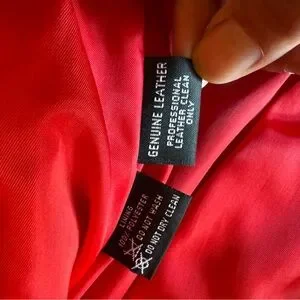 GENUINE LEATHER
PROFESSIONAL
LEATHER CLEAN
ONLY
LINING
100% POLYESTER
DO NOT WASH
DO NOT DRY CLEAN